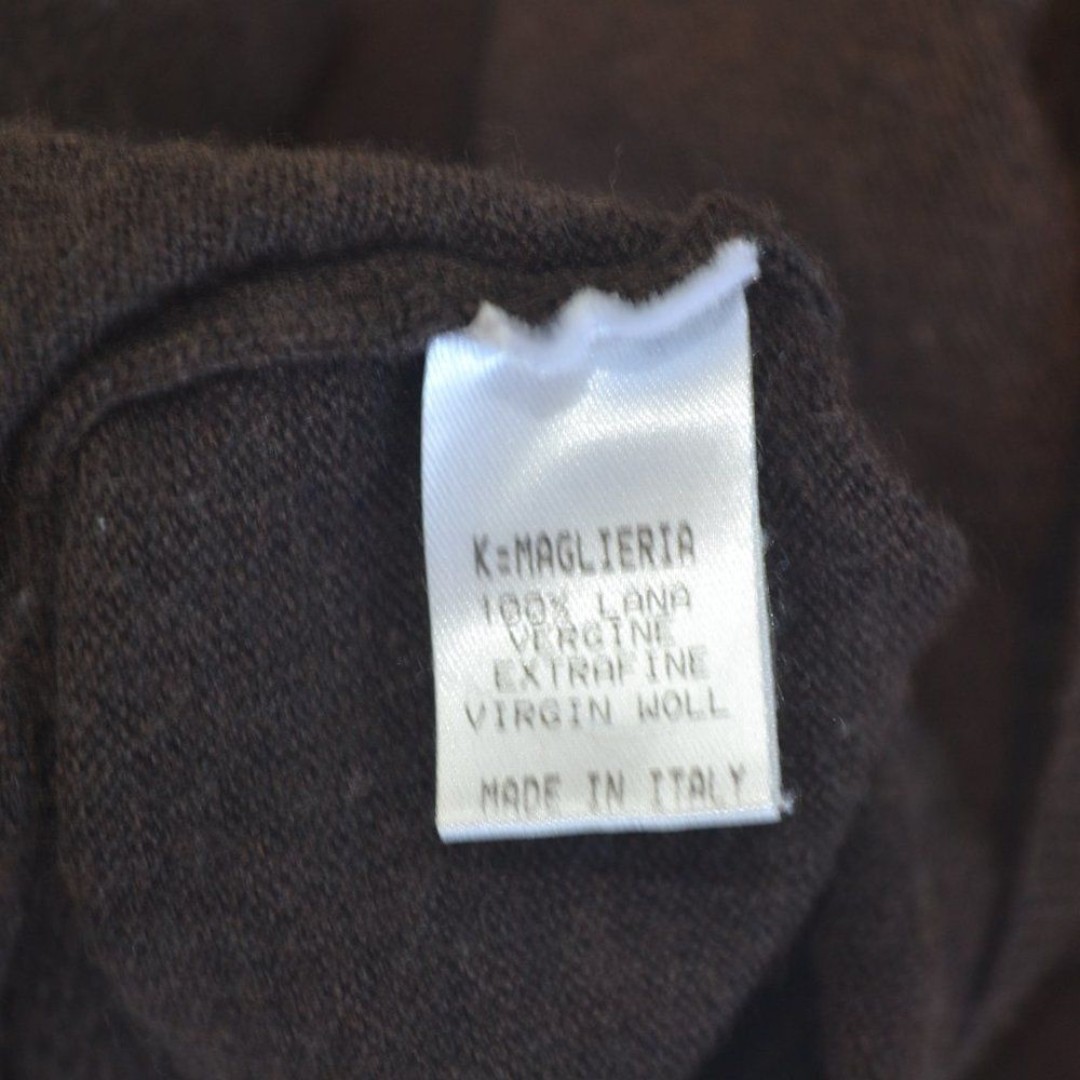 K=MAGLIERIA
100% LANA
VERGINE
EXTRAFINE
VIRGIN WOLL
MADE IN ITALY